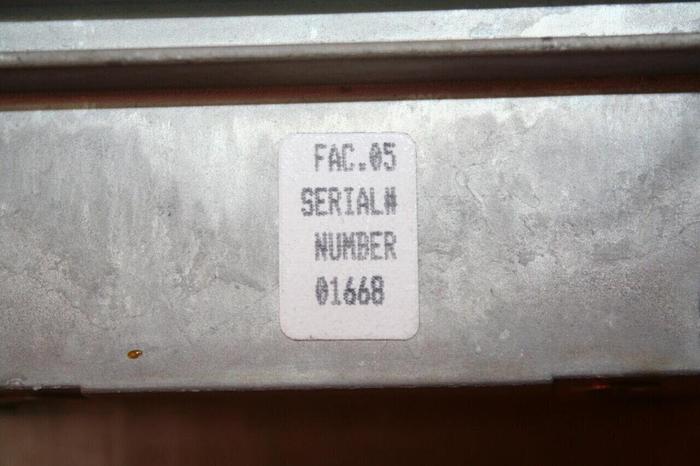 FAC.05
SERIAL#
NUMBER
01668